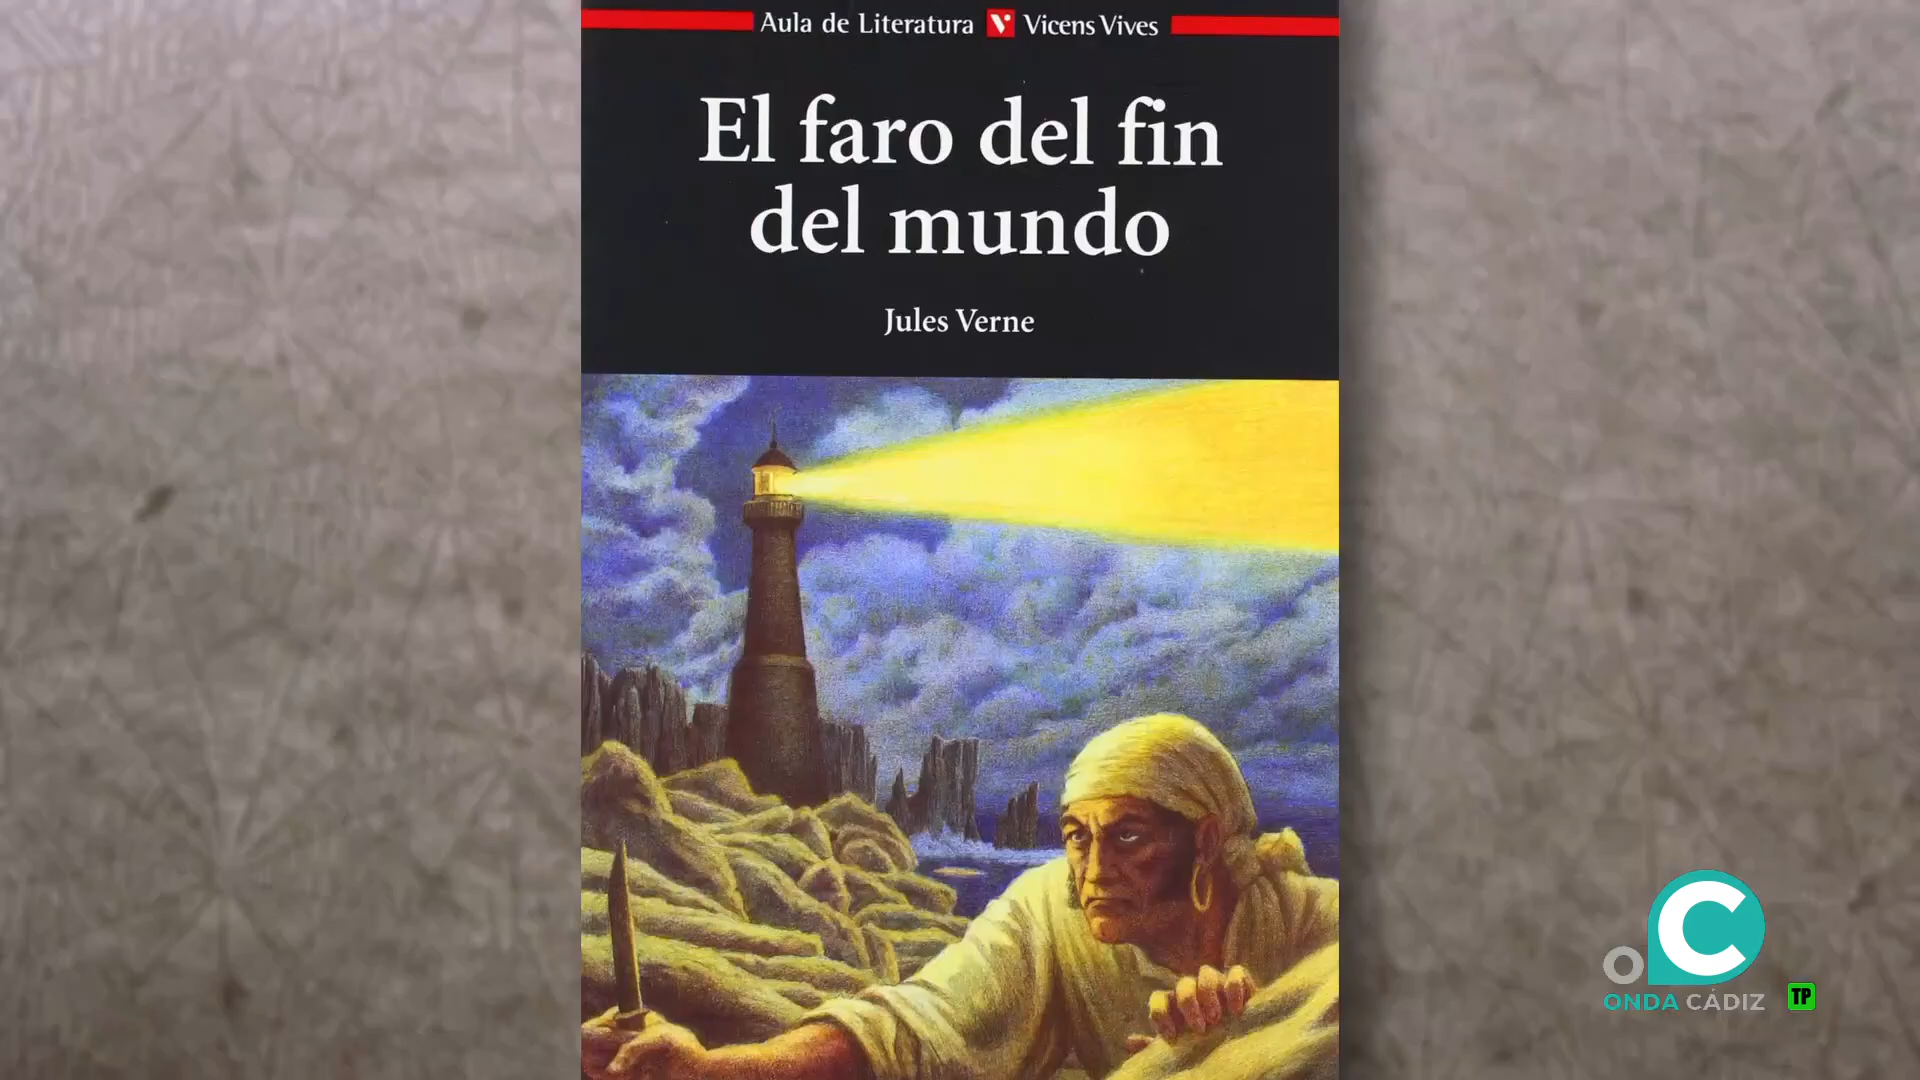 Aula de Literatura Vicens Vives
El faro del fin
del mundo
Jules Verne
ONDA CÁDIZ
TP